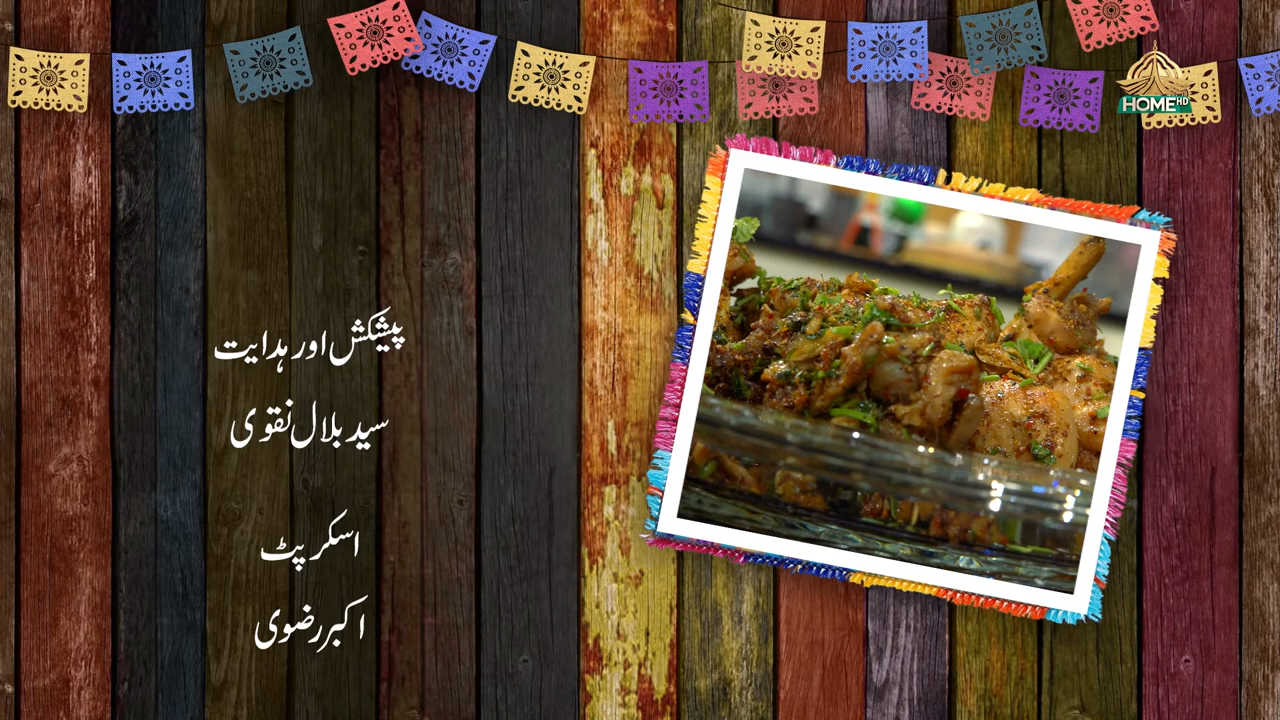 پیشکش اور ہدایت
سید بلال نقوی
اسکرپٹ
اکبر رضوی
HOME HD